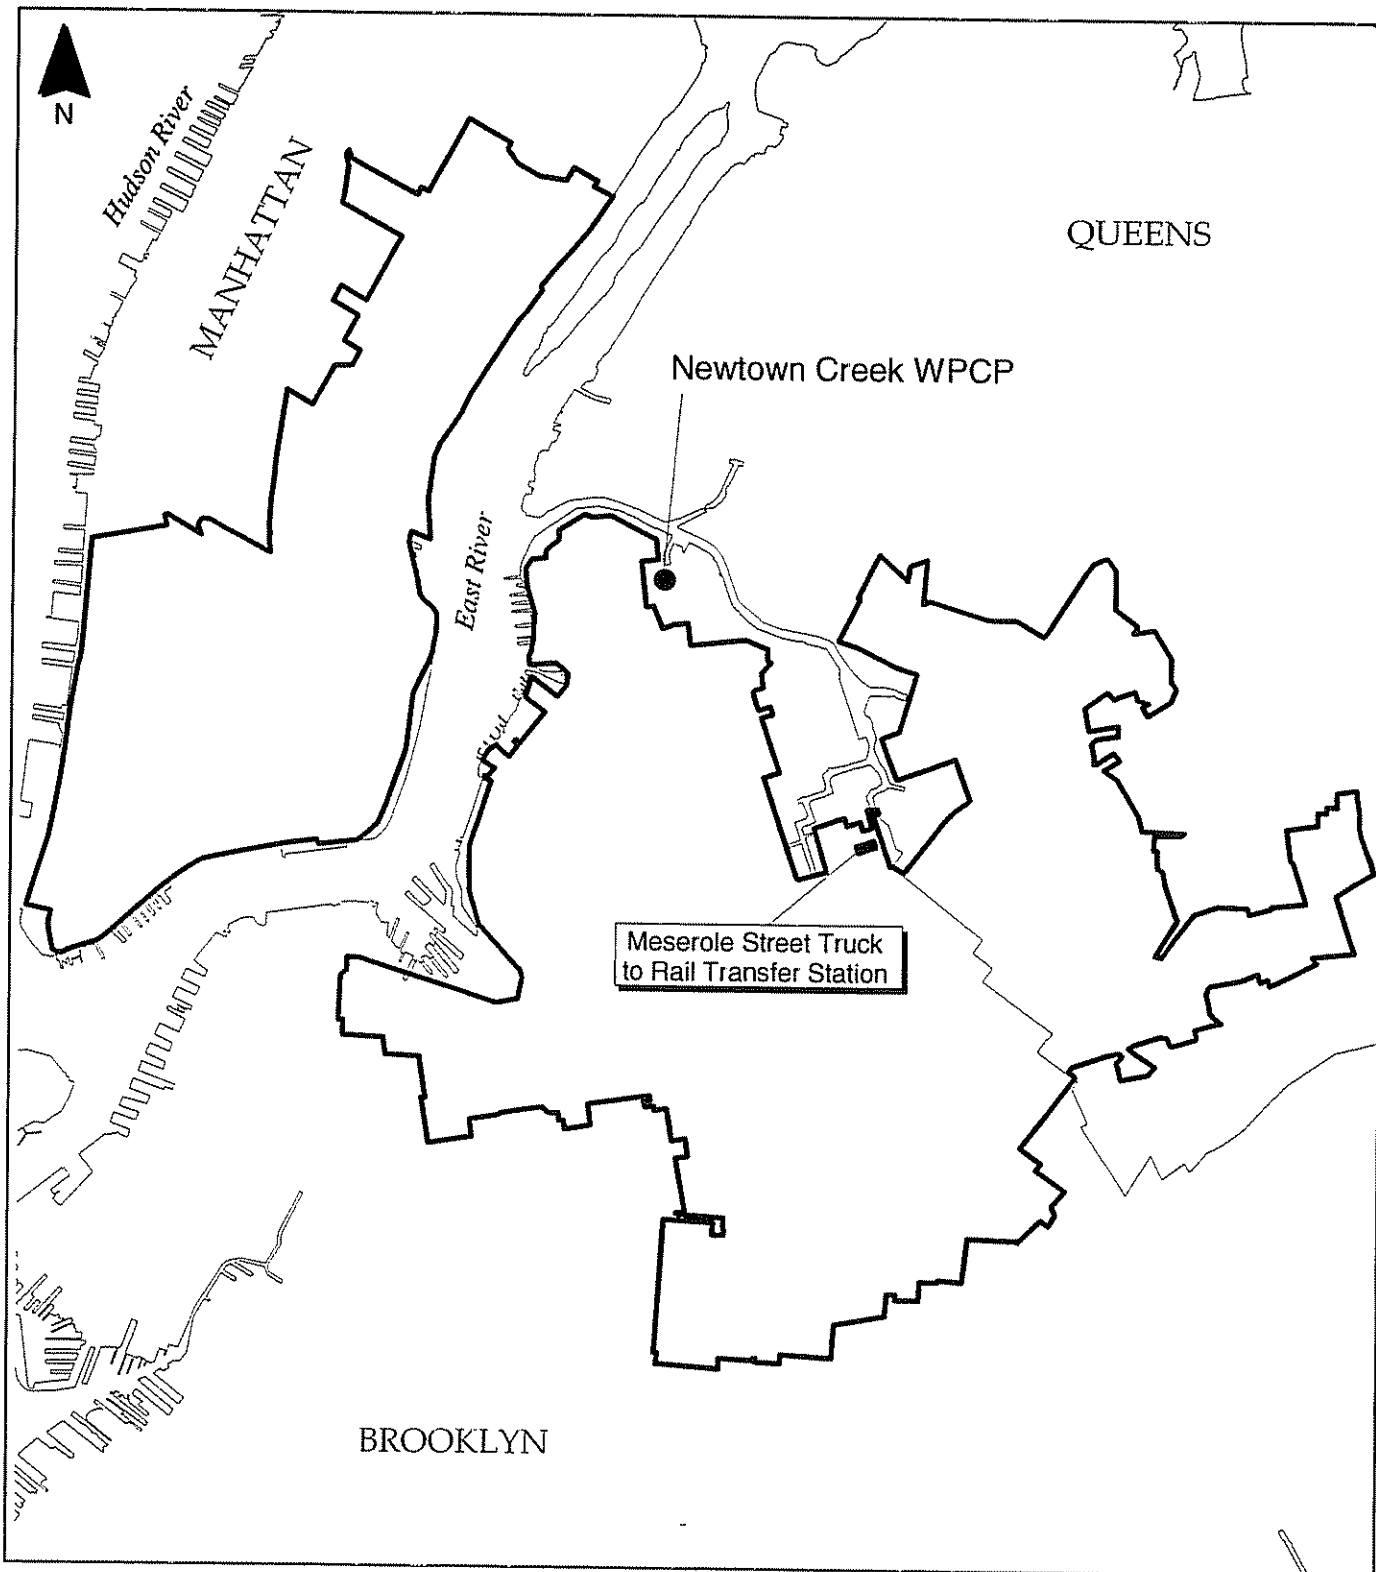 N
Hudson River
MANHATTAN
QUEENS
Newtown Creek WPCP
East River
Meserole Street Truck
to Rail Transfer Station
BROOKLYN